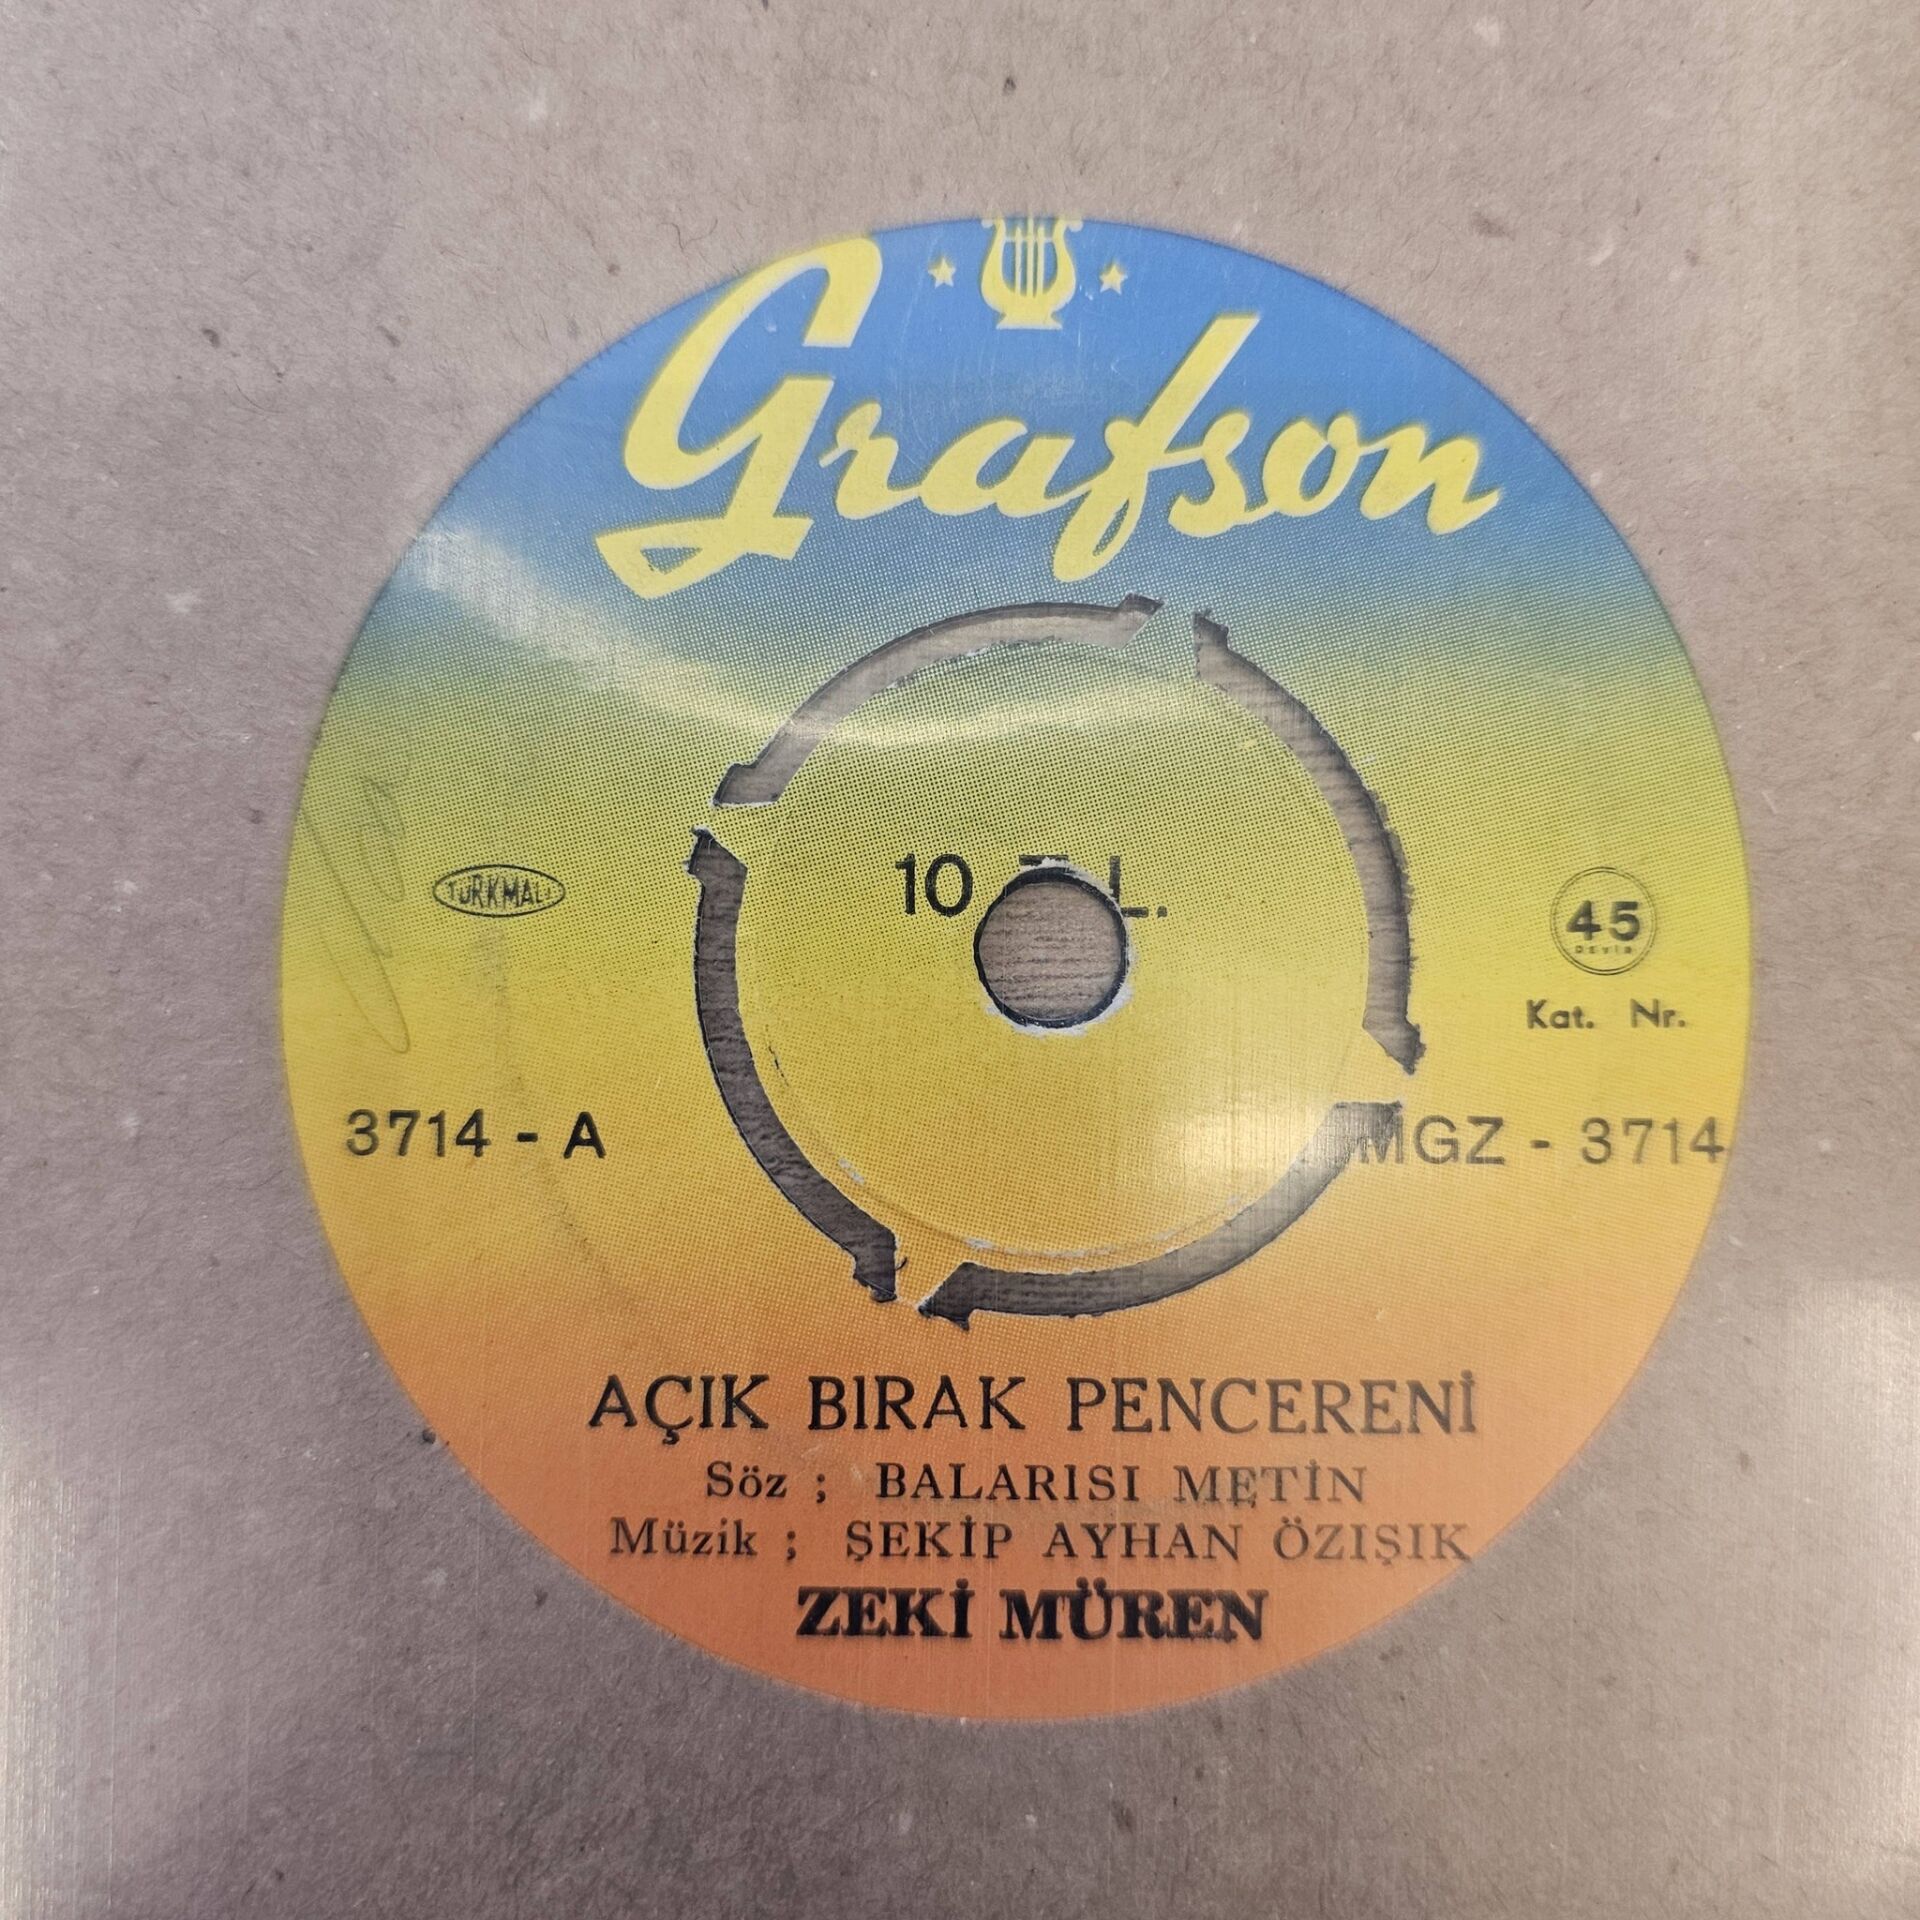 Grafson
10 T.L.
TÜRKMALI
45
DEVİR
Kat. Nr.
3714 - A
MGZ - 3714
AÇIK BIRAK PENCERENİ
Söz ; BALARISI METİN
Müzik ; ŞEKİP AYHAN ÖZIŞIK
ZEKİ MÜREN